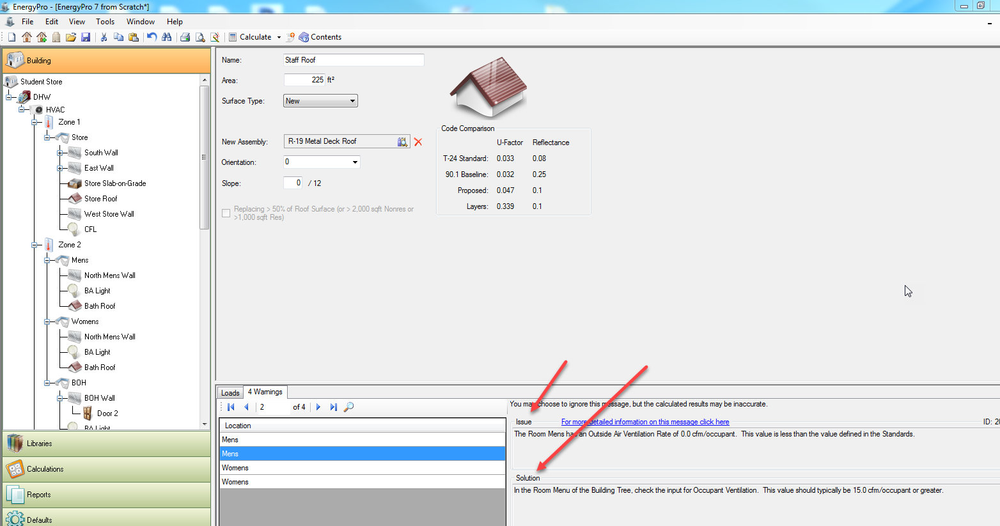 EnergyPro - [EnergyPro 7 from Scratch*]
File Edit View Tools Window Help
Calculate Contents
Building
Student Store
DHW
HVAC
Zone 1
Store
South Wall
East Wall
Store Slab-on-Grade
Store Roof
West Store Wall
CFL
Zone 2
Mens
North Mens Wall
BA Light
Bath Roof
Womens
North Mens Wall
BA Light
Bath Roof
BOH
BOH Wall
Door 2
BA Light
Libraries
Calculations
Reports
Defaults
Name: Staff Roof
Area: 225 ft²
Surface Type: New
New Assembly: R-19 Metal Deck Roof
Orientation: 0
Slope: 0 / 12
Replacing > 50% of Roof Surface (or > 2,000 sqft Nonres or
>1,000 sqft Res)
Code Comparison
U-Factor Reflectance
T-24 Standard: 0.033 0.08
90.1 Baseline: 0.032 0.25
Proposed: 0.047 0.1
Layers: 0.339 0.1
Loads 4 Warnings
2 of 4
Location
Mens
Mens
Womens
Womens
You may choose to ignore this message, but the calculated results may be inaccurate.
Issue For more detailed information on this message click here ID: 20
The Room Mens has an Outside Air Ventilation Rate of 0.0 cfm/occupant. This value is less than the value defined in the Standards.
Solution
In the Room Menu of the Building Tree, check the input for Occupant Ventilation. This value should typically be 15.0 cfm/occupant or greater.